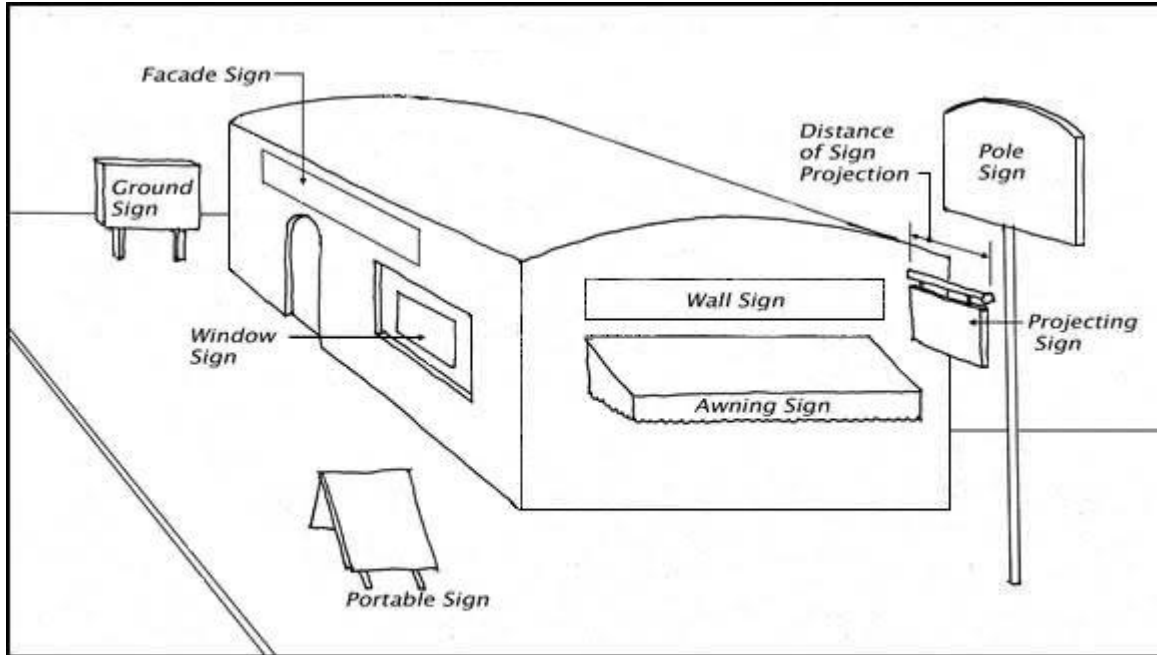 Facade Sign
Ground
Sign
Distance
of Sign
Projection
Pole
Sign
Wall Sign
Projecting
Sign
Window
Sign
Awning Sign
Portable Sign